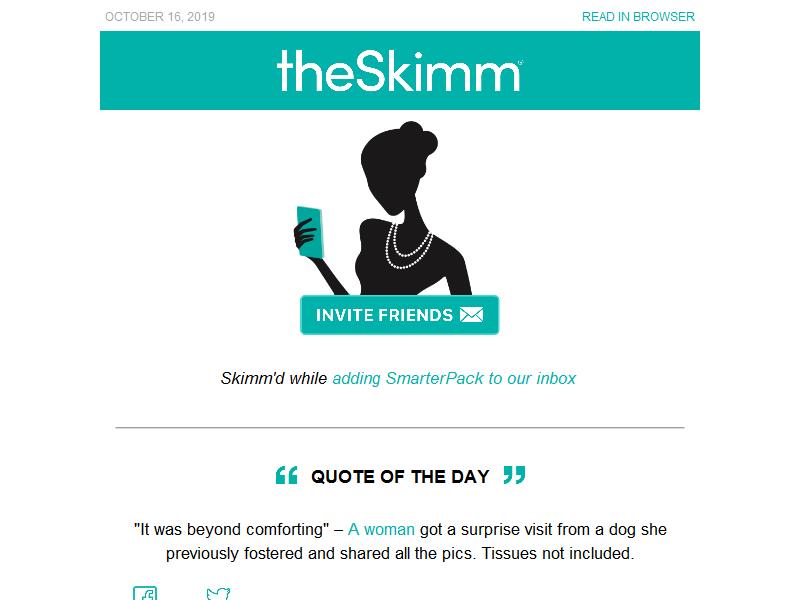 OCTOBER 16, 2019 READ IN BROWSER
theSkimm®
INVITE FRIENDS
Skimm'd while adding SmarterPack to our inbox
“ QUOTE OF THE DAY ”
"It was beyond comforting" – A woman got a surprise visit from a dog she
previously fostered and shared all the pics. Tissues not included.